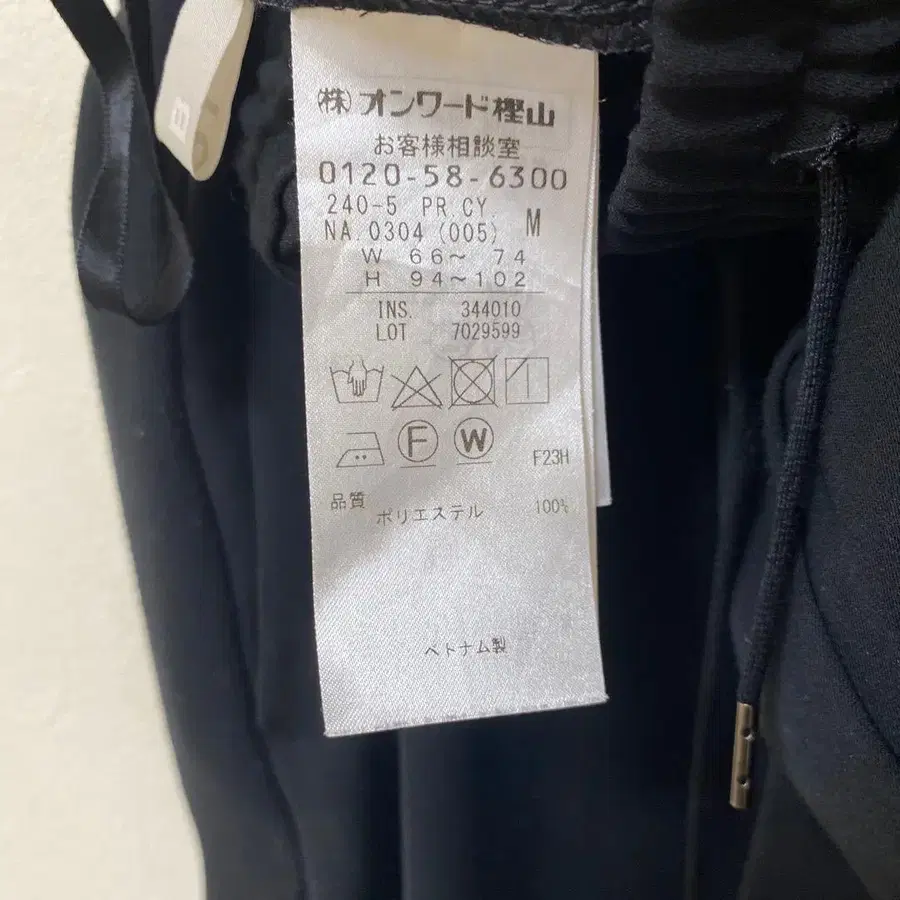 (株)オンワード樫山
お客様相談室
0120-58-6300
240-5 PR.CY. M
NA.0304 (005)
W 66～ 74
H 94～102
INS. 344010
LOT 7029599
F
W
F23H
品質
ポリエステル 100%
ベトナム製